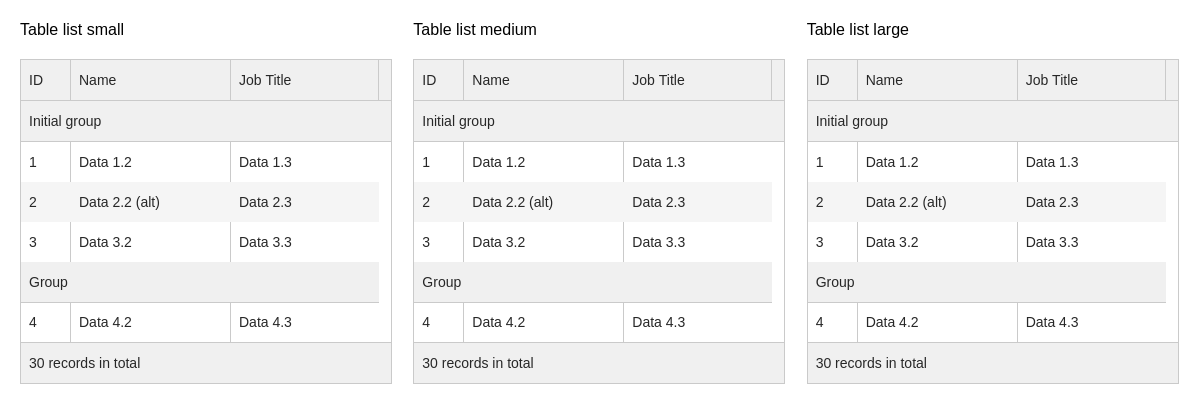 Table list small
ID Name Job Title
Initial group
1 Data 1.2 Data 1.3
2 Data 2.2 (alt) Data 2.3
3 Data 3.2 Data 3.3
Group
4 Data 4.2 Data 4.3
30 records in total
Table list medium
ID Name Job Title
Initial group
1 Data 1.2 Data 1.3
2 Data 2.2 (alt) Data 2.3
3 Data 3.2 Data 3.3
Group
4 Data 4.2 Data 4.3
30 records in total
Table list large
ID Name Job Title
Initial group
1 Data 1.2 Data 1.3
2 Data 2.2 (alt) Data 2.3
3 Data 3.2 Data 3.3
Group
4 Data 4.2 Data 4.3
30 records in total